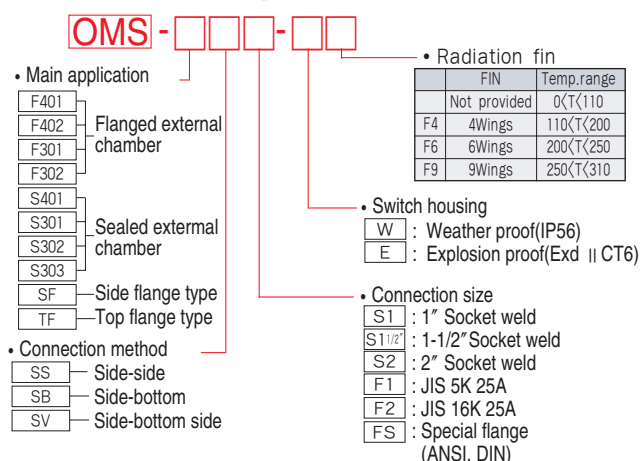 OMS - -
• Main application
F401
F402
F301
F302
Flanged external
chamber
S401
S301
S302
S303
Sealed extermal
chamber
SF Side flange type
TF Top flange type
• Connection method
SS Side-side
SB Side-bottom
SV Side-bottom side
• Radiation fin
FIN Temp.range
Not provided 0〈T〈110
F4 4Wings 110〈T〈200
F6 6Wings 200〈T〈250
F9 9Wings 250〈T〈310
• Switch housing
W : Weather proof(IP56)
E : Explosion proof(Exd ⅡCT6)
• Connection size
S1 : 1″ Socket weld
S11/2″ : 1-1/2″Socket weld
S2 : 2″ Socket weld
F1 : JIS 5K 25A
F2 : JIS 16K 25A
FS : Special flange
(ANSI, DIN)